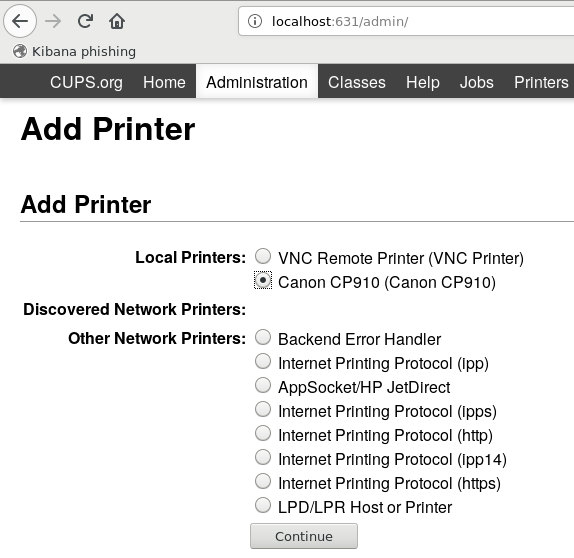 localhost:631/admin/
Kibana phishing
CUPS.org Home Administration Classes Help Jobs Printers
Add Printer
Add Printer
Local Printers: VNC Remote Printer (VNC Printer)
Canon CP910 (Canon CP910)
Discovered Network Printers:
Other Network Printers: Backend Error Handler
Internet Printing Protocol (ipp)
AppSocket/HP JetDirect
Internet Printing Protocol (ipps)
Internet Printing Protocol (http)
Internet Printing Protocol (ipp14)
Internet Printing Protocol (https)
LPD/LPR Host or Printer
Continue